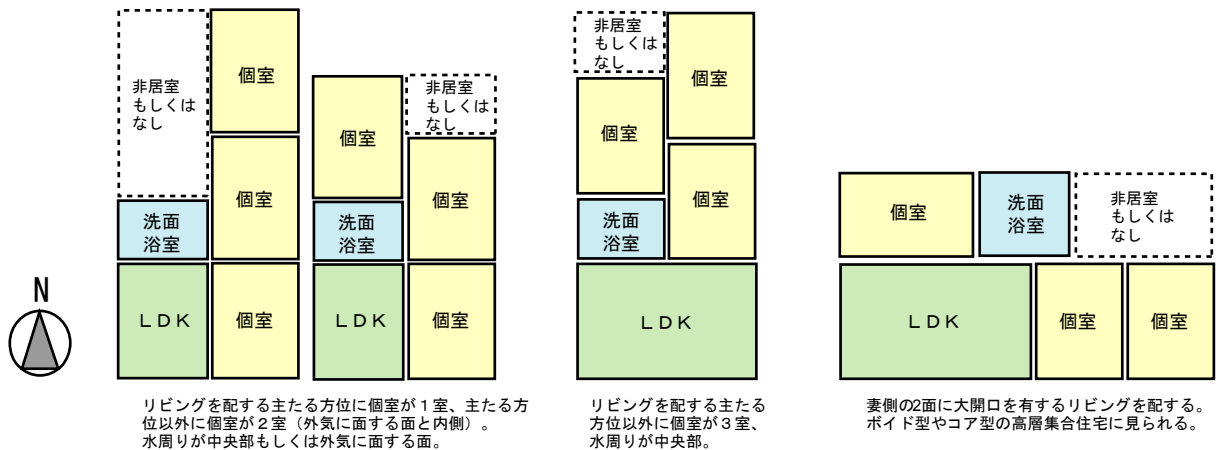 非居室
もしくは
なし
個室
個室
洗面
浴室
LDK
個室
個室
非居室
もしくは
なし
個室
洗面
浴室
LDK
個室
リビングを配する主たる方位に個室が1室、主たる方
位以外に個室が2室（外気に面する面と内側）。
水周りが中央部もしくは外気に面する面。
非居室
もしくは
なし
個室
個室
個室
洗面
浴室
LDK
リビングを配する主たる
方位以外に個室が3室、
水周りが中央部。
個室
洗面
浴室
非居室
もしくは
なし
LDK
個室
個室
妻側の2面に大開口を有するリビングを配する。
ボイド型やコア型の高層集合住宅に見られる。
N